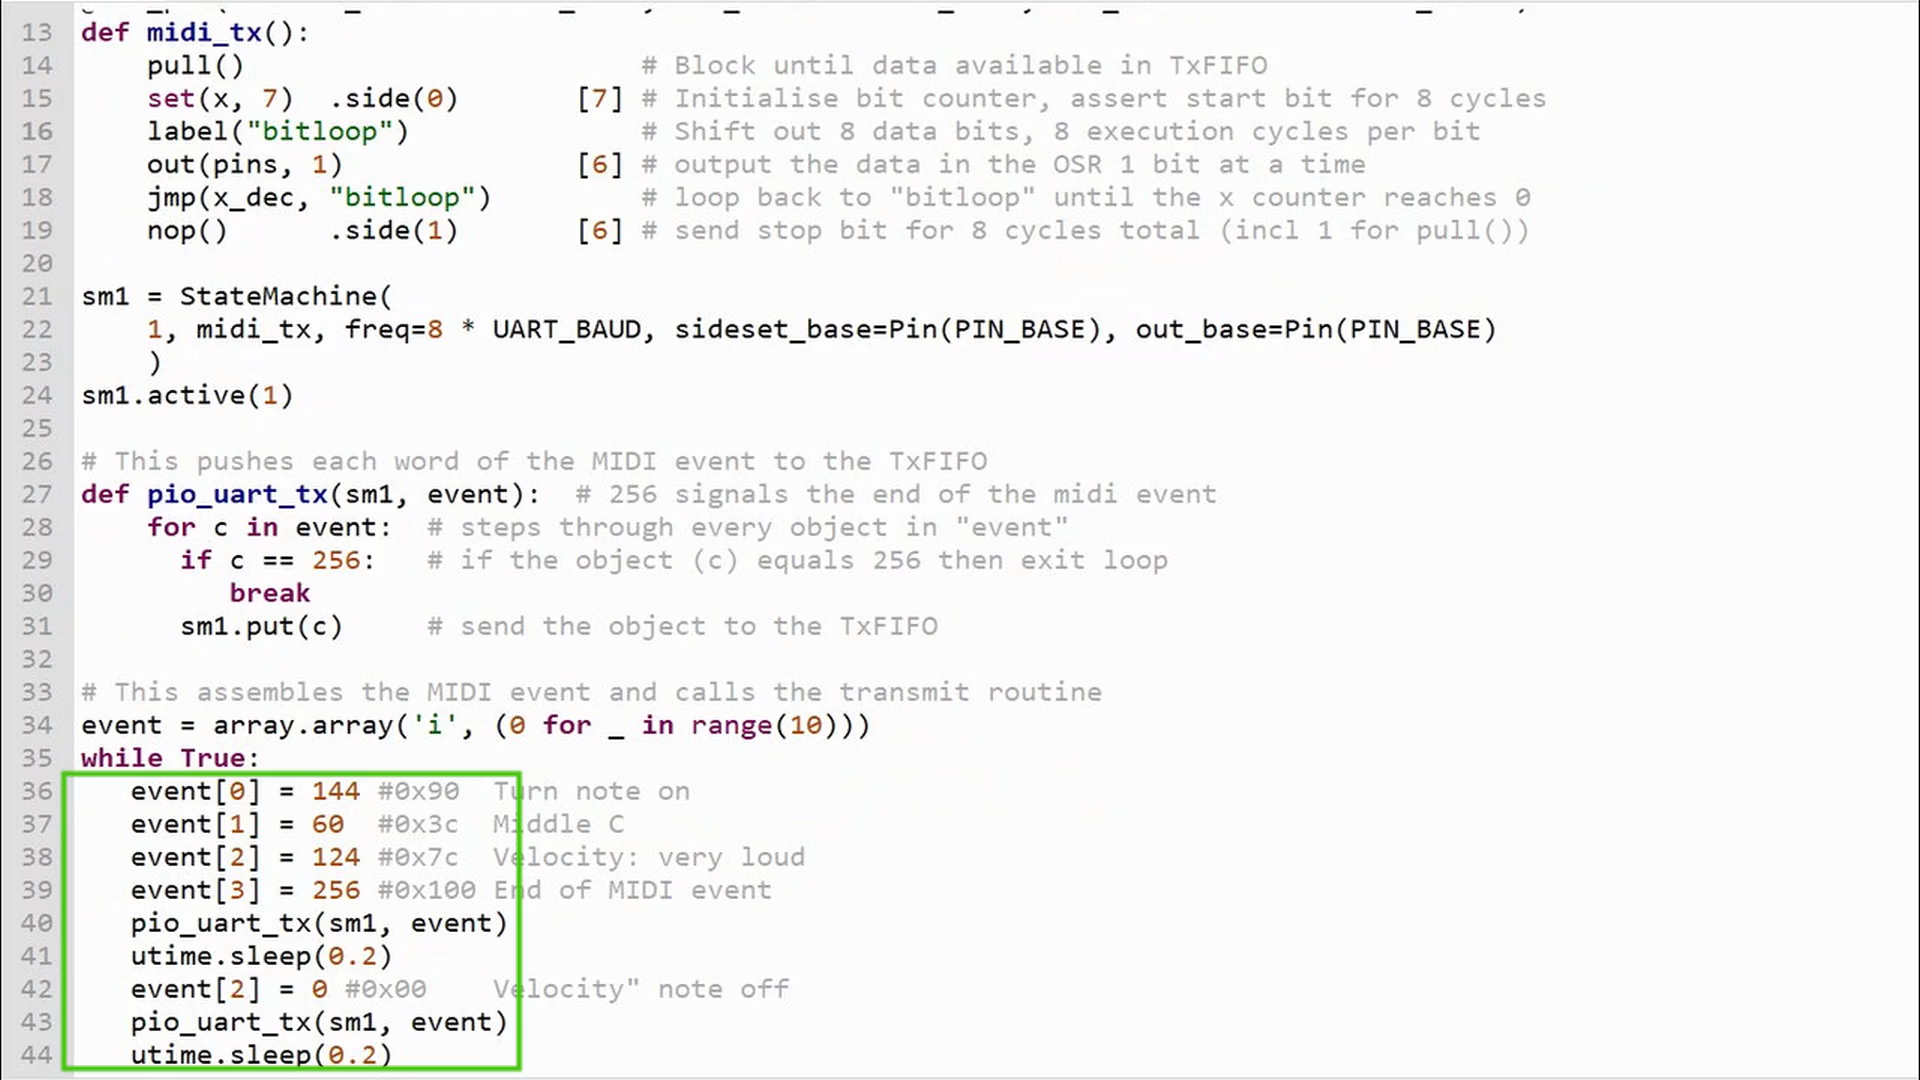 13 def midi_tx():
14     pull()                        # Block until data available in TxFIFO
15     set(x, 7)  .side(0)       [7] # Initialise bit counter, assert start bit for 8 cycles
16     label("bitloop")              # Shift out 8 data bits, 8 execution cycles per bit
17     out(pins, 1)              [6] # output the data in the OSR 1 bit at a time
18     jmp(x_dec, "bitloop")         # loop back to "bitloop" until the x counter reaches 0
19     nop()      .side(1)       [6] # send stop bit for 8 cycles total (incl 1 for pull())
20
21 sm1 = StateMachine(
22     1, midi_tx, freq=8 * UART_BAUD, sideset_base=Pin(PIN_BASE), out_base=Pin(PIN_BASE)
23     )
24 sm1.active(1)
25
26 # This pushes each word of the MIDI event to the TxFIFO
27 def pio_uart_tx(sm1, event):  # 256 signals the end of the midi event
28     for c in event:  # steps through every object in "event"
29       if c == 256:   # if the object (c) equals 256 then exit loop
30          break
31       sm1.put(c)     # send the object to the TxFIFO
32
33 # This assembles the MIDI event and calls the transmit routine
34 event = array.array('i', (0 for _ in range(10)))
35 while True:
36    event[0] = 144 #0x90  Turn note on
37    event[1] = 60  #0x3c  Middle C
38    event[2] = 124 #0x7c  Velocity: very loud
39    event[3] = 256 #0x100 End of MIDI event
40    pio_uart_tx(sm1, event)
41    utime.sleep(0.2)
42    event[2] = 0 #0x00    Velocity" note off
43    pio_uart_tx(sm1, event)
44    utime.sleep(0.2)